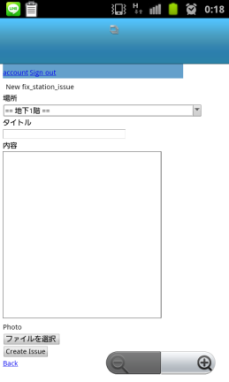 0:18
account Sign out
New fix_station_issue
場所
== 地下1階 ==
タイトル
内容
Photo
ファイルを選択
Create Issue
Back